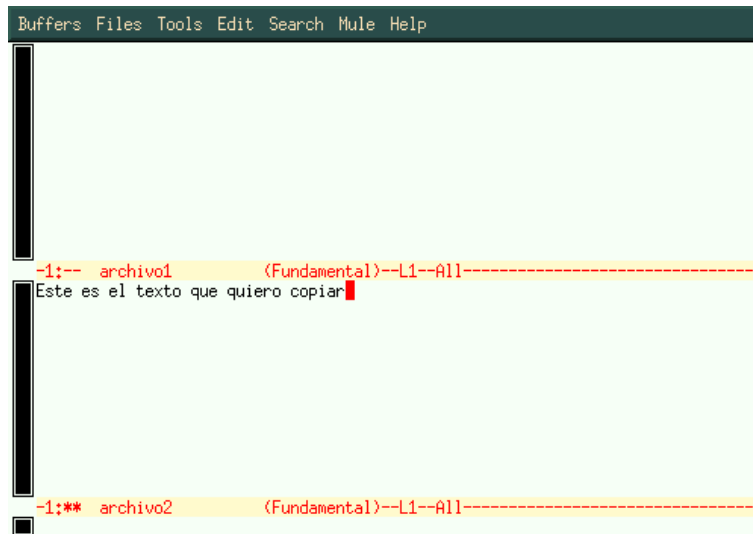 Buffers Files Tools Edit Search Mule Help
-1:-- archivo1 (Fundamental)--L1--All--------------------------------
Este es el texto que quiero copiar
-1:** archivo2 (Fundamental)--L1--All--------------------------------